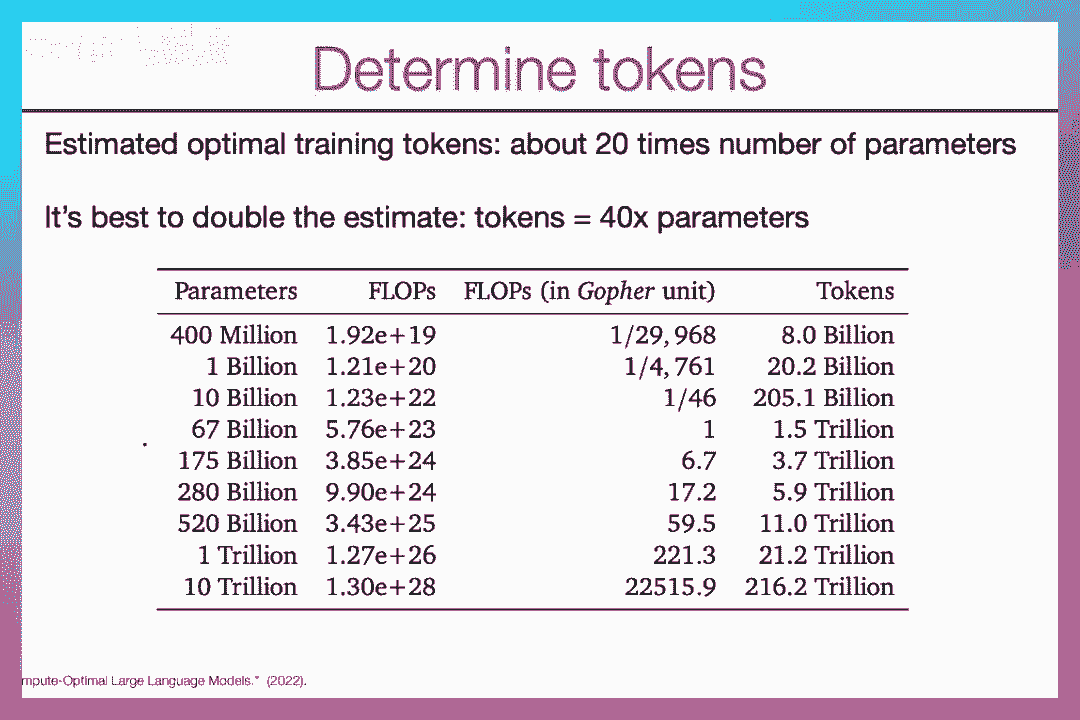 Determine tokens
Estimated optimal training tokens: about 20 times number of parameters
It's best to double the estimate: tokens = 40x parameters
Parameters FLOPs FLOPs (in Gopher unit) Tokens
400 Million 1.92e+19 1/29,968 8.0 Billion
1 Billion 1.21e+20 1/4,761 20.2 Billion
10 Billion 1.23e+22 1/46 205.1 Billion
67 Billion 5.76e+23 1 1.5 Trillion
175 Billion 3.85e+24 6.7 3.7 Trillion
280 Billion 9.90e+24 17.2 5.9 Trillion
520 Billion 3.43e+25 59.5 11.0 Trillion
1 Trillion 1.27e+26 221.3 21.2 Trillion
10 Trillion 1.30e+28 22515.9 216.2 Trillion
mpute-Optimal Large Language Models." (2022).